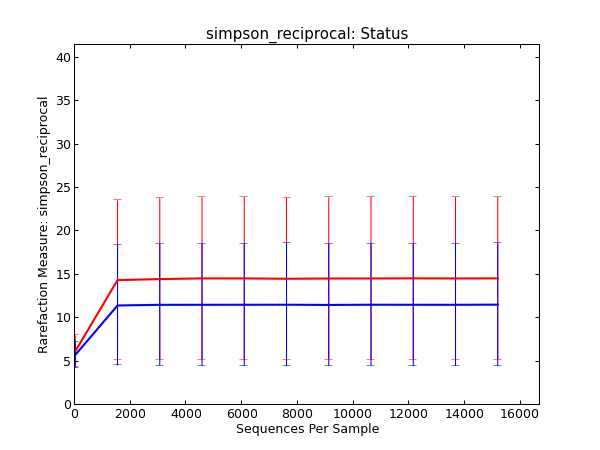 simpson_reciprocal: Status
Rarefaction Measure: simpson_reciprocal
40
35
30
25
20
15
10
5
0
0 2000 4000 6000 8000 10000 12000 14000 16000
Sequences Per Sample